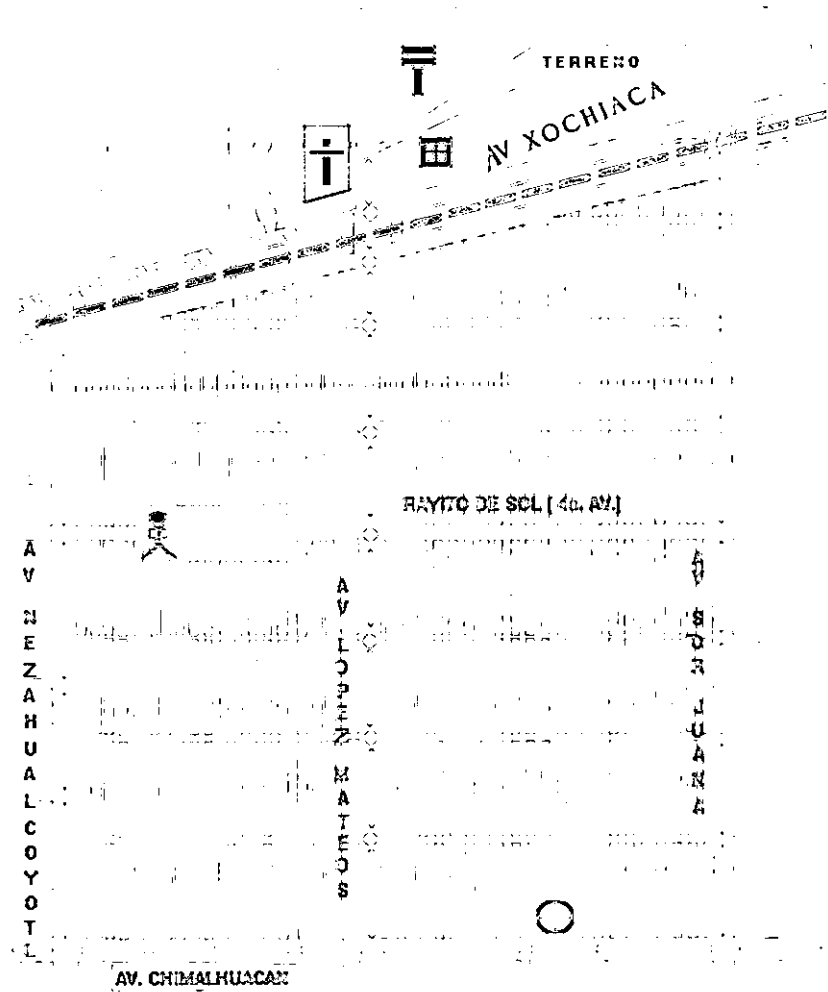 TERRENO
AV XOCHIACA
RAYITO DE SOL [ 4a. AV.]
AV NEZAHUALCOYOTL
AV LOPEZ MATEOS
AV SOR JUANA
AV. CHIMALHUACAN